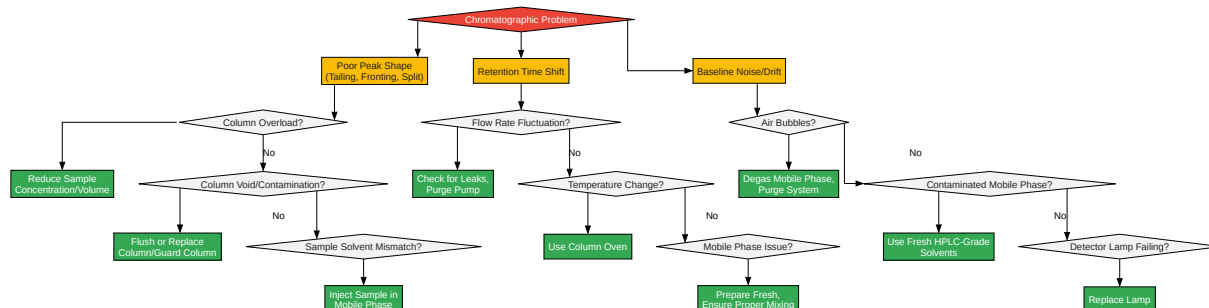 Chromatographic Problem
Poor Peak Shape
(Tailing, Fronting, Split)
Retention Time Shift
Baseline Noise/Drift
Column Overload?
Flow Rate Fluctuation?
Air Bubbles?
No
No
No
Reduce Sample
Concentration/Volume
Column Void/Contamination?
Check for Leaks,
Purge Pump
Temperature Change?
Degas Mobile Phase,
Purge System
Contaminated Mobile Phase?
No
No
No
Flush or Replace
Column/Guard Column
Sample Solvent Mismatch?
Use Column Oven
Mobile Phase Issue?
Use Fresh HPLC-Grade
Solvents
Detector Lamp Failing?
Inject Sample in
Mobile Phase
Prepare Fresh,
Ensure Proper Mixing
Replace Lamp